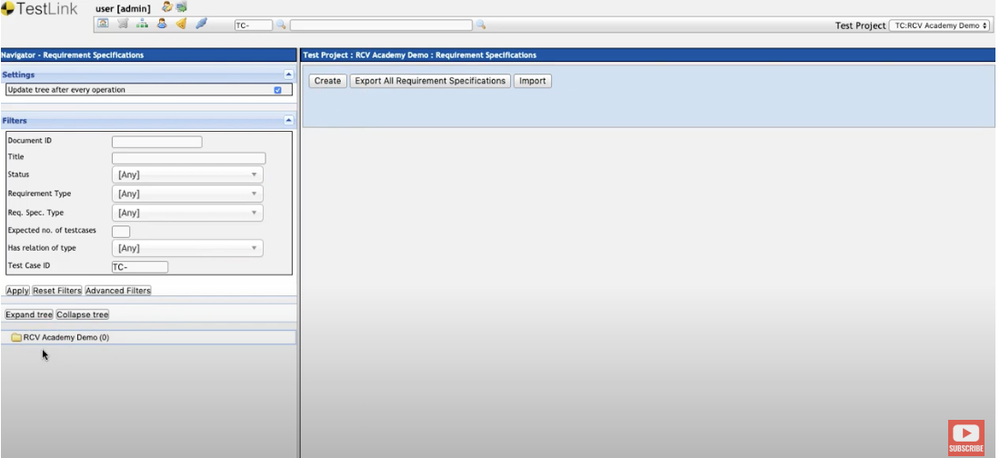 TestLink
user [admin]
TC-
Test Project TC:RCV Academy Demo
Navigator - Requirement Specifications
Settings
Update tree after every operation
Filters
Document ID
Title
Status [Any]
Requirement Type [Any]
Req. Spec. Type [Any]
Expected no. of testcases
Has relation of type [Any]
Test Case ID TC-
Apply Reset Filters Advanced Filters
Expand tree Collapse tree
RCV Academy Demo (0)
Test Project : RCV Academy Demo : Requirement Specifications
Create Export All Requirement Specifications Import
SUBSCRIBE